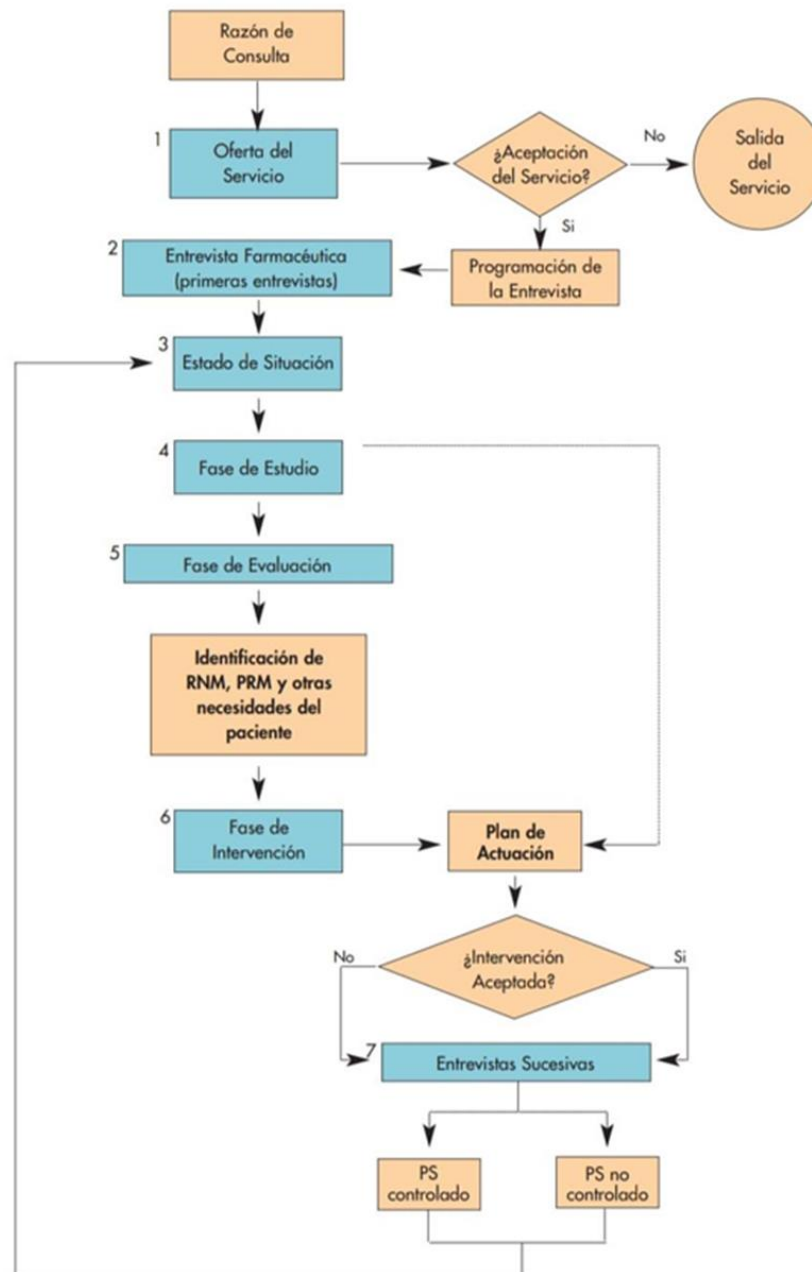 Razón de
Consulta
1
Oferta del
Servicio
¿Aceptación
del Servicio?
No
Salida
del
Servicio
Si
2
Entrevista Farmacéutica
(primeras entrevistas)
Programación de
la Entrevista
3
Estado de Situación
4
Fase de Estudio
5
Fase de Evaluación
Identificación de
RNM, PRM y otras
necesidades del
paciente
6
Fase de
Intervención
Plan de
Actuación
No
¿Intervención
Aceptada?
Si
7
Entrevistas Sucesivas
PS
controlado
PS no
controlado